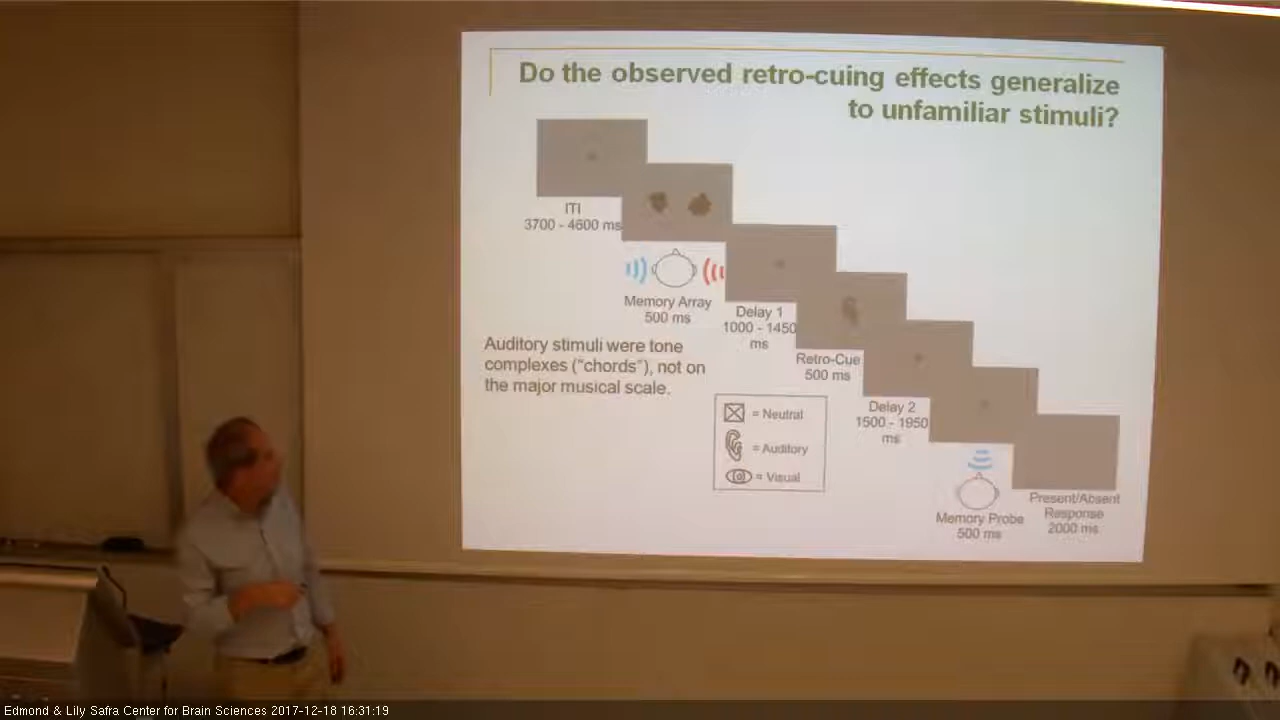 Do the observed retro-cuing effects generalize
to unfamiliar stimuli?
ITI
3700 - 4600 ms
Memory Array
500 ms
Delay 1
1000 - 1450
ms
Retro-Cue
500 ms
Auditory stimuli were tone
complexes ("chords"), not on
the major musical scale.
= Neutral
= Auditory
= Visual
Delay 2
1500 - 1950
ms
Memory Probe
500 ms
Present/Absent
Response
2000 ms
Edmond & Lily Safra Center for Brain Sciences 2017-12-18 16:31:19